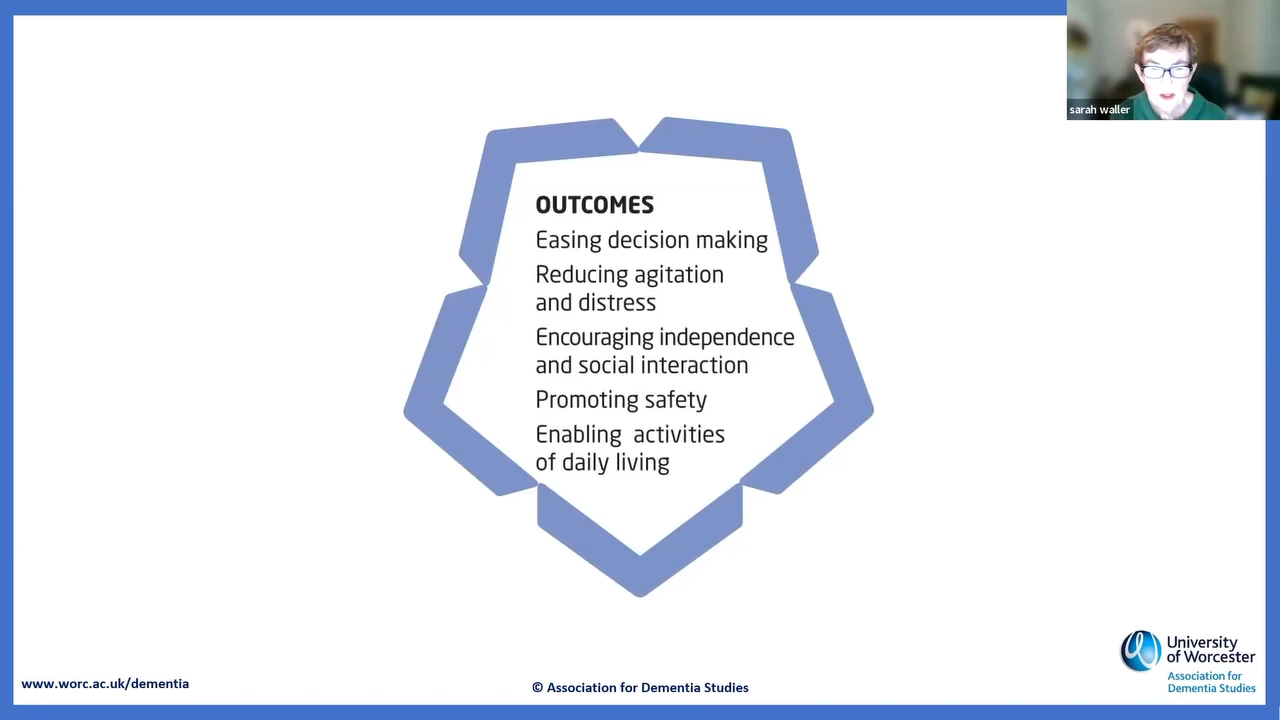 sarah waller
OUTCOMES
Easing decision making
Reducing agitation
and distress
Encouraging independence
and social interaction
Promoting safety
Enabling activities
of daily living
University
of Worcester
Association for
Dementia Studies
www.worc.ac.uk/dementia
© Association for Dementia Studies